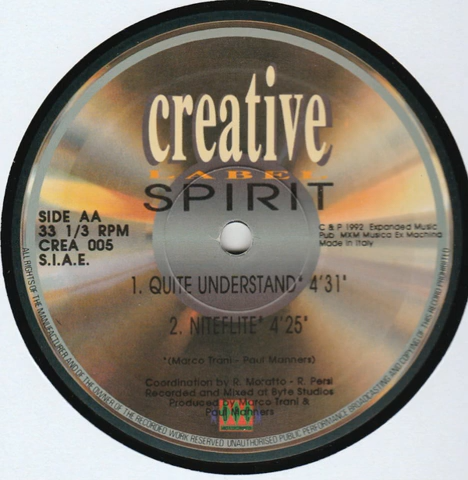 creative
LABEL
SPIRIT
SIDE AA
33 1/3 RPM
CREA 005
S.I.A.E.
C & P 1992 Expanded Music
Pub. MXM Musica Ex Machina
Made in Italy
1. QUITE UNDERSTAND* 4'31"
2. NITEFLITE* 4'25"
*(Marco Trani - Paul Manners)
Coordination by R. Moratto - R. Persi
Recorded and Mixed at Byte Studios
Produced by Marco Trani &
Paul Manners
ALL RIGHTS OF THE MANUFACTURER AND OF THE OWNER OF THE RECORDED WORK RESERVED UNAUTHORISED PUBLIC PERFORMANCE BROADCASTING AND COPYING OF THIS RECORD PROHIBITED